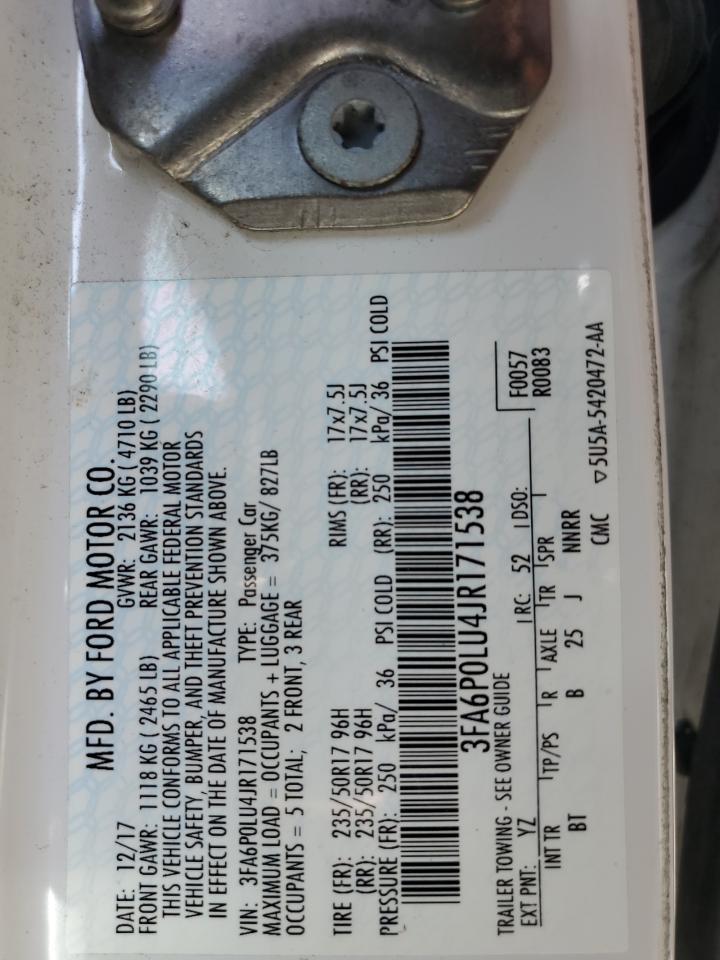 MFD. BY FORD MOTOR CO.
DATE: 12/17 GVWR: 2136 KG ( 4710 LB)
FRONT GAWR: 1118 KG ( 2465 LB) REAR GAWR: 1039 KG ( 2290 LB)
THIS VEHICLE CONFORMS TO ALL APPLICABLE FEDERAL MOTOR
VEHICLE SAFETY, BUMPER, AND THEFT PREVENTION STANDARDS
IN EFFECT ON THE DATE OF MANUFACTURE SHOWN ABOVE.
VIN: 3FA6P0LU4JR171538 TYPE: Passenger Car
MAXIMUM LOAD = OCCUPANTS + LUGGAGE = 375KG/ 827LB
OCCUPANTS = 5 TOTAL; 2 FRONT, 3 REAR
TIRE (FR): 235/50R17 96H RIMS (FR): 17x7.5J
(RR): 235/50R17 96H (RR): 17x7.5J
PRESSURE (FR): 250 kPa/ 36 PSI COLD (RR): 250 kPa/ 36 PSI COLD
3FA6P0LU4JR171538
TRAILER TOWING - SEE OWNER GUIDE
EXT PNT: YZ RC: 52 DSO: F0057
R0083
INT TR TP/PS R AXLE TR SPR
BT B 25 J NNRR
CMC ▽5U5A-5420472-AA